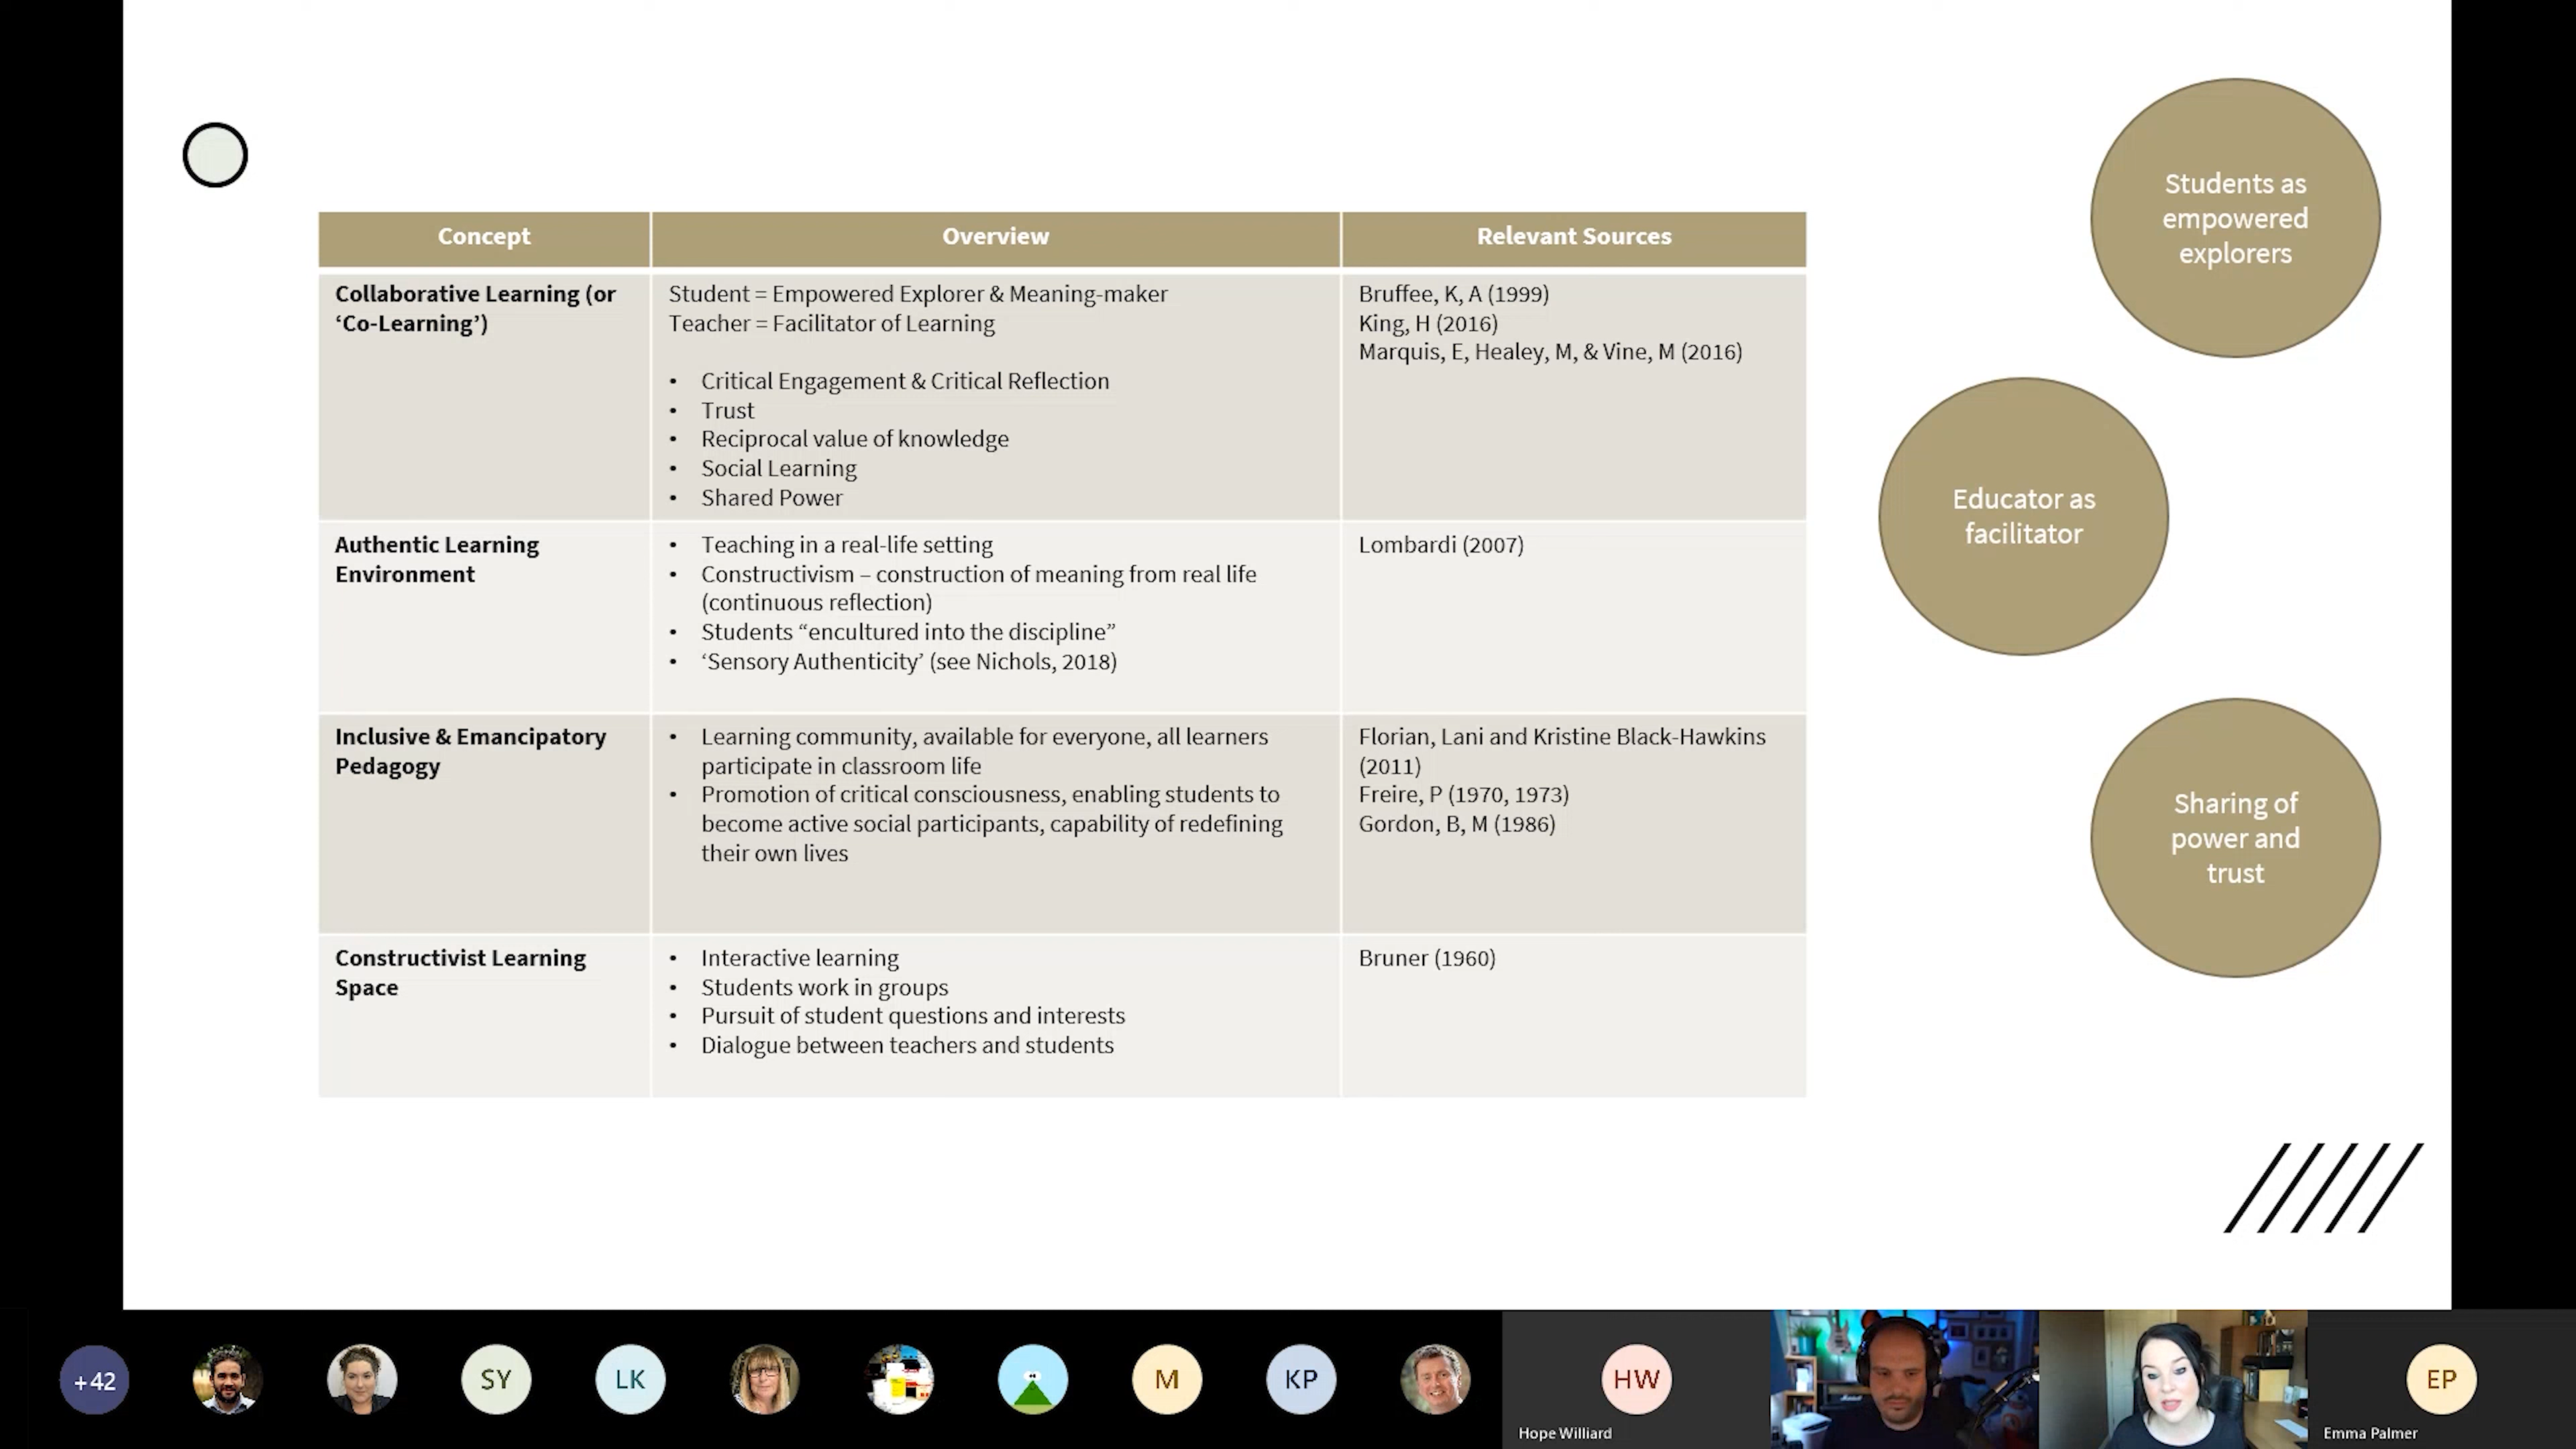 Concept
Overview
Relevant Sources
Collaborative Learning (or
‘Co-Learning’)
Student = Empowered Explorer & Meaning-maker
Teacher = Facilitator of Learning
• Critical Engagement & Critical Reflection
• Trust
• Reciprocal value of knowledge
• Social Learning
• Shared Power
Bruffee, K, A (1999)
King, H (2016)
Marquis, E, Healey, M, & Vine, M (2016)
Authentic Learning
Environment
• Teaching in a real-life setting
• Constructivism – construction of meaning from real life
(continuous reflection)
• Students “encultured into the discipline”
• ‘Sensory Authenticity’ (see Nichols, 2018)
Lombardi (2007)
Inclusive & Emancipatory
Pedagogy
• Learning community, available for everyone, all learners
participate in classroom life
• Promotion of critical consciousness, enabling students to
become active social participants, capability of redefining
their own lives
Florian, Lani and Kristine Black-Hawkins
(2011)
Freire, P (1970, 1973)
Gordon, B, M (1986)
Constructivist Learning
Space
• Interactive learning
• Students work in groups
• Pursuit of student questions and interests
• Dialogue between teachers and students
Bruner (1960)
Students as
empowered
explorers
Educator as
facilitator
Sharing of
power and
trust
+42
SY
LK
M
KP
HW
Hope Williard
EP
Emma Palmer